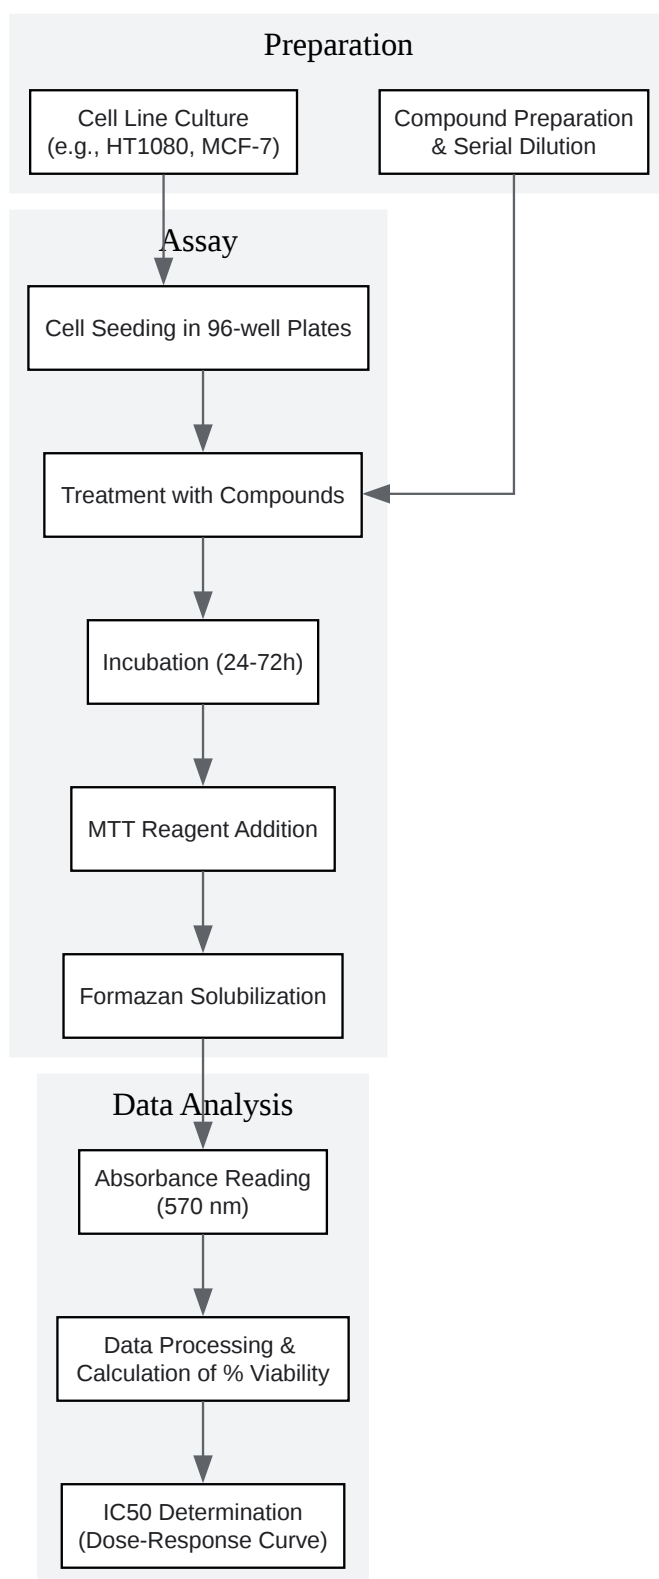 Preparation
Cell Line Culture
(e.g., HT1080, MCF-7)
Compound Preparation
& Serial Dilution
Assay
Cell Seeding in 96-well Plates
Treatment with Compounds
Incubation (24-72h)
MTT Reagent Addition
Formazan Solubilization
Data Analysis
Absorbance Reading
(570 nm)
Data Processing &
Calculation of % Viability
IC50 Determination
(Dose-Response Curve)